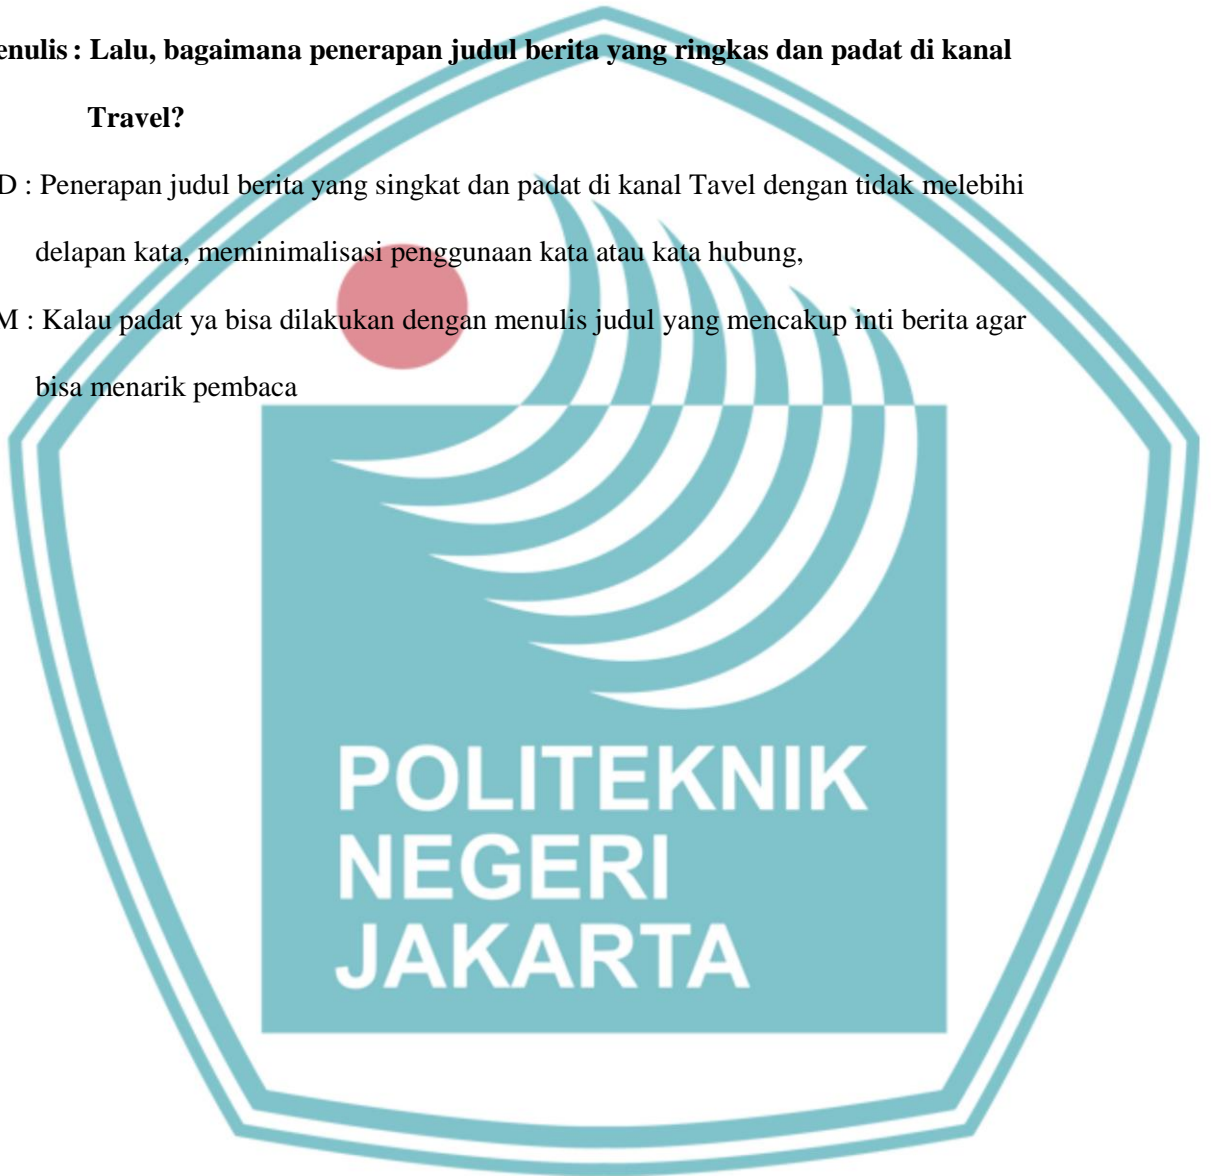 enulis : Lalu, bagaimana penerapan judul berita yang ringkas dan padat di kanal
Travel?
D : Penerapan judul berita yang singkat dan padat di kanal Tavel dengan tidak melebihi
delapan kata, meminimalisasi penggunaan kata atau kata hubung,
M : Kalau padat ya bisa dilakukan dengan menulis judul yang mencakup inti berita agar
bisa menarik pembaca
POLITEKNIK
NEGERI
JAKARTA